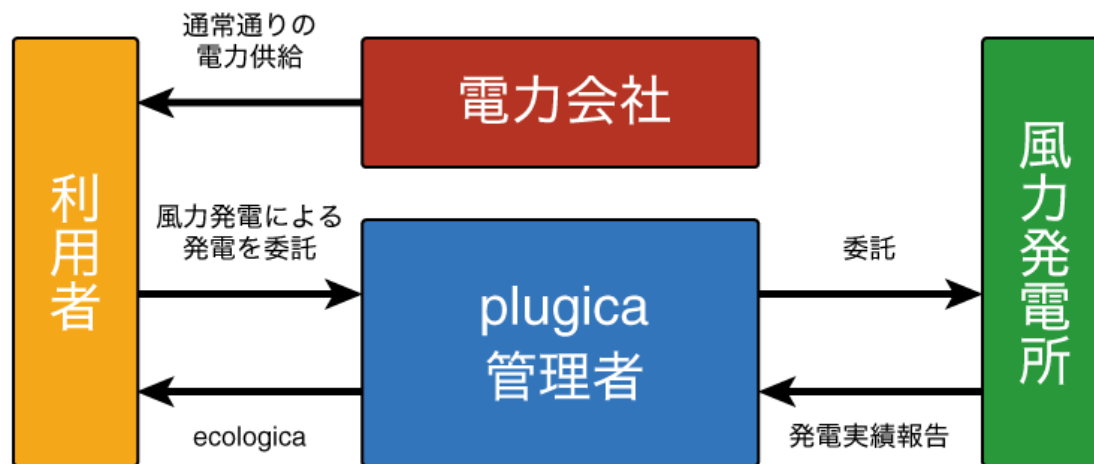 通常通りの
電力供給
電力会社
利用者
風力発電による
発電を委託
plugica
管理者
委託
風力発電所
ecologica
発電実績報告